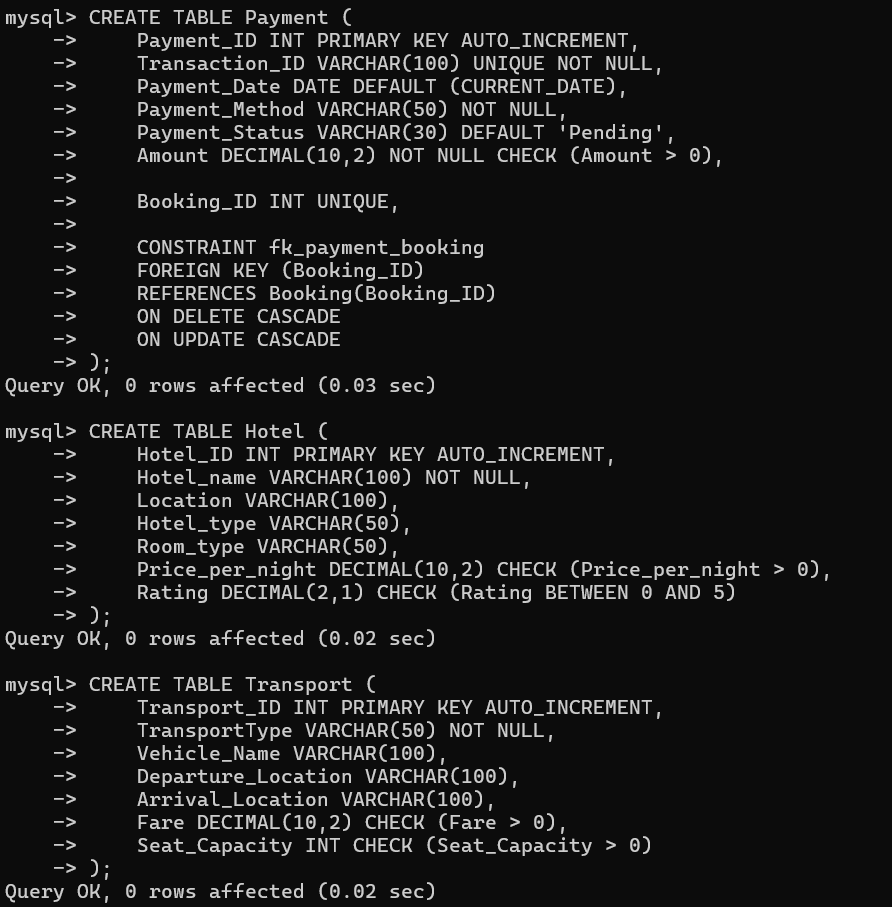 mysql> CREATE TABLE Payment (
    ->     Payment_ID INT PRIMARY KEY AUTO_INCREMENT,
    ->     Transaction_ID VARCHAR(100) UNIQUE NOT NULL,
    ->     Payment_Date DATE DEFAULT (CURRENT_DATE),
    ->     Payment_Method VARCHAR(50) NOT NULL,
    ->     Payment_Status VARCHAR(30) DEFAULT 'Pending',
    ->     Amount DECIMAL(10,2) NOT NULL CHECK (Amount > 0),
    ->
    ->     Booking_ID INT UNIQUE,
    ->
    ->     CONSTRAINT fk_payment_booking
    ->     FOREIGN KEY (Booking_ID)
    ->     REFERENCES Booking(Booking_ID)
    ->     ON DELETE CASCADE
    ->     ON UPDATE CASCADE
    -> );
Query OK, 0 rows affected (0.03 sec)

mysql> CREATE TABLE Hotel (
    ->     Hotel_ID INT PRIMARY KEY AUTO_INCREMENT,
    ->     Hotel_name VARCHAR(100) NOT NULL,
    ->     Location VARCHAR(100),
    ->     Hotel_type VARCHAR(50),
    ->     Room_type VARCHAR(50),
    ->     Price_per_night DECIMAL(10,2) CHECK (Price_per_night > 0),
    ->     Rating DECIMAL(2,1) CHECK (Rating BETWEEN 0 AND 5)
    -> );
Query OK, 0 rows affected (0.02 sec)

mysql> CREATE TABLE Transport (
    ->     Transport_ID INT PRIMARY KEY AUTO_INCREMENT,
    ->     TransportType VARCHAR(50) NOT NULL,
    ->     Vehicle_Name VARCHAR(100),
    ->     Departure_Location VARCHAR(100),
    ->     Arrival_Location VARCHAR(100),
    ->     Fare DECIMAL(10,2) CHECK (Fare > 0),
    ->     Seat_Capacity INT CHECK (Seat_Capacity > 0)
    -> );
Query OK, 0 rows affected (0.02 sec)